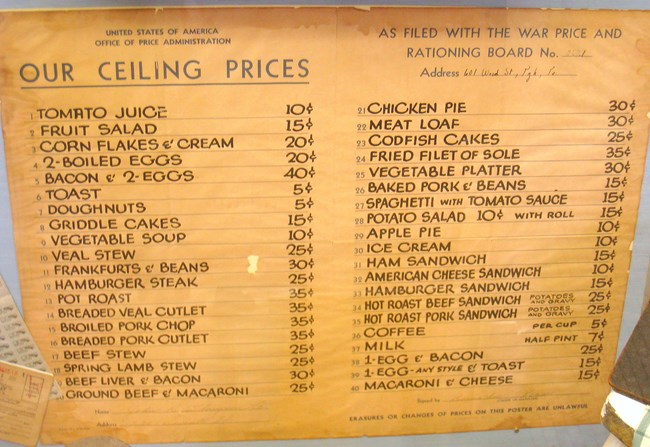 UNITED STATES OF AMERICA
OFFICE OF PRICE ADMINISTRATION
OUR CEILING PRICES
AS FILED WITH THE WAR PRICE AND
RATIONING BOARD No.
Address 601 Wood St., Pgh, Pa
1 TOMATO JUICE 10¢
2 FRUIT SALAD 15¢
3 CORN FLAKES & CREAM 20¢
4 2-BOILED EGGS 20¢
5 BACON & 2-EGGS 40¢
6 TOAST 5¢
7 DOUGHNUTS 5¢
8 GRIDDLE CAKES 15¢
9 VEGETABLE SOUP 10¢
10 VEAL STEW 25¢
11 FRANKFURTS & BEANS 30¢
12 HAMBURGER STEAK 25¢
13 POT ROAST 35¢
14 BREADED VEAL CUTLET 35¢
15 BROILED PORK CHOP 35¢
16 BREADED PORK CUTLET 35¢
17 BEEF STEW 25¢
18 SPRING LAMB STEW 25¢
19 BEEF LIVER & BACON 30¢
GROUND BEEF & MACARONI 25¢
Name
Address
21 CHICKEN PIE 30¢
22 MEAT LOAF 30¢
23 CODFISH CAKES 25¢
24 FRIED FILET OF SOLE 35¢
25 VEGETABLE PLATTER 30¢
26 BAKED PORK & BEANS 15¢
27 SPAGHETTI WITH TOMATO SAUCE 15¢
28 POTATO SALAD 10¢ WITH ROLL 15¢
29 APPLE PIE 10¢
30 ICE CREAM 10¢
31 HAM SANDWICH 15¢
32 AMERICAN CHEESE SANDWICH 10¢
33 HAMBURGER SANDWICH 15¢
34 HOT ROAST BEEF SANDWICH POTATOES AND GRAVY 25¢
35 HOT ROAST PORK SANDWICH POTATOES AND GRAVY 25¢
36 COFFEE PER CUP 5¢
37 MILK HALF PINT 7¢
38 1-EGG & BACON 25¢
39 1-EGG-ANY STYLE & TOAST 15¢
40 MACARONI & CHEESE 15¢
Signed by
ERASURES OR CHANGES OF PRICES ON THIS POSTER ARE UNLAWFUL